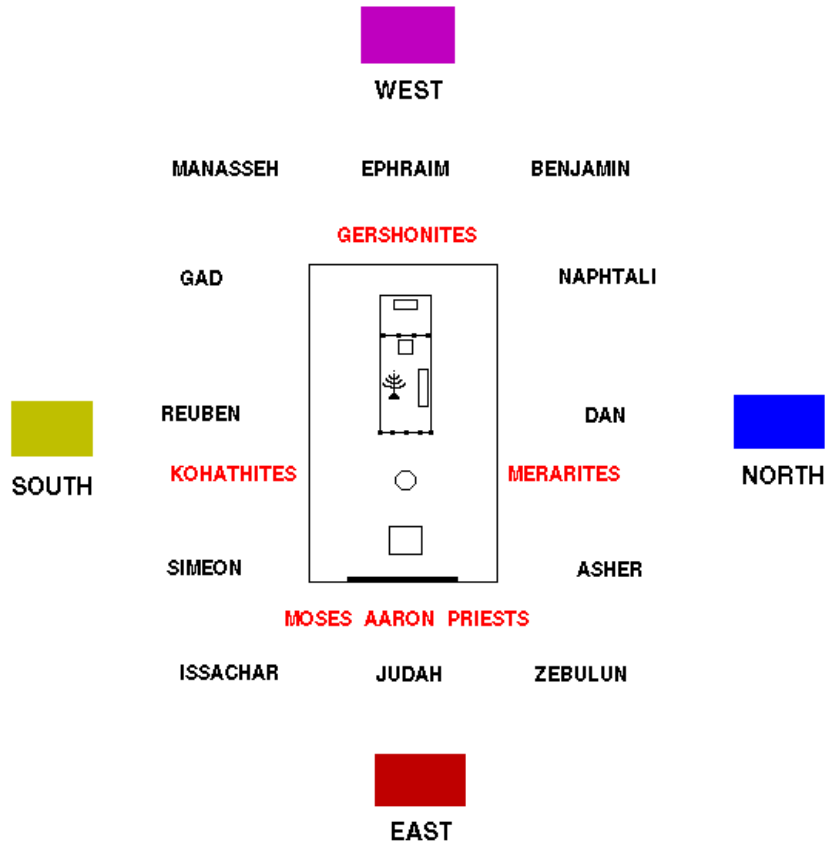 WEST
MANASSEH EPHRAIM BENJAMIN
GERSHONITES
GAD NAPHTALI
REUBEN DAN
KOHATHITES MERARITES
SOUTH NORTH
SIMEON ASHER
MOSES AARON PRIESTS
ISSACHAR JUDAH ZEBULUN
EAST